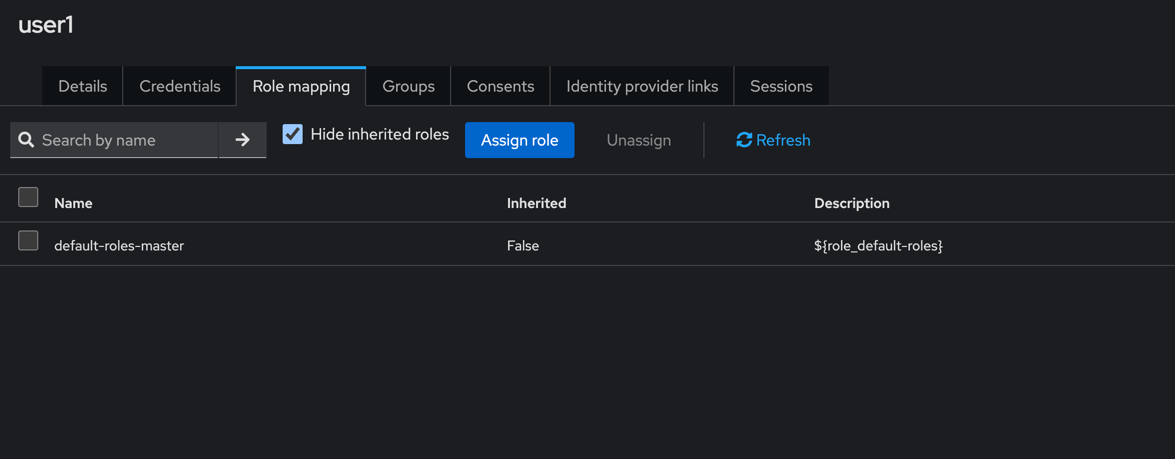 user1
Details Credentials Role mapping Groups Consents Identity provider links Sessions
Search by name Hide inherited roles Assign role Unassign Refresh
Name Inherited Description
default-roles-master False ${role_default-roles}